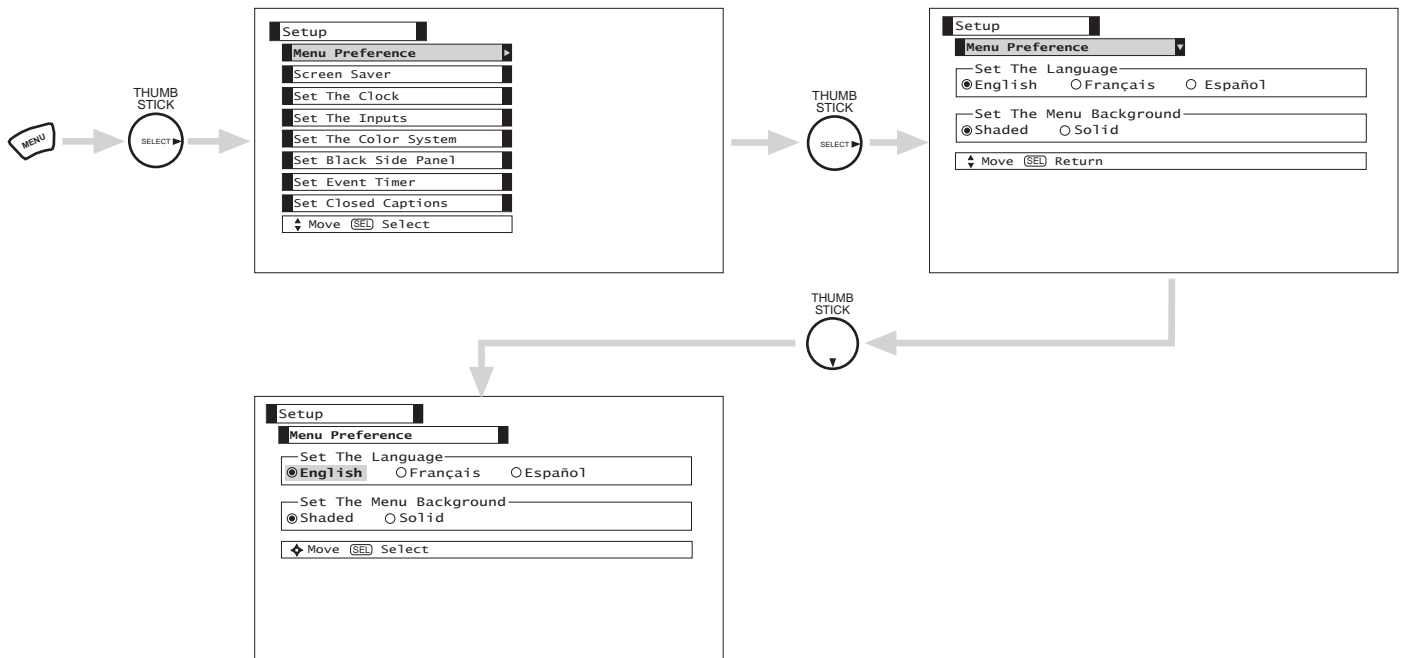 MENU
THUMB
STICK
SELECT
Setup
Menu Preference
Screen Saver
Set The Clock
Set The Inputs
Set The Color System
Set Black Side Panel
Set Event Timer
Set Closed Captions
Move SEL Select
THUMB
STICK
SELECT
Setup
Menu Preference
Set The Language
English Français Español
Set The Menu Background
Shaded Solid
Move SEL Return
THUMB
STICK
Setup
Menu Preference
Set The Language
English Français Español
Set The Menu Background
Shaded Solid
Move SEL Select